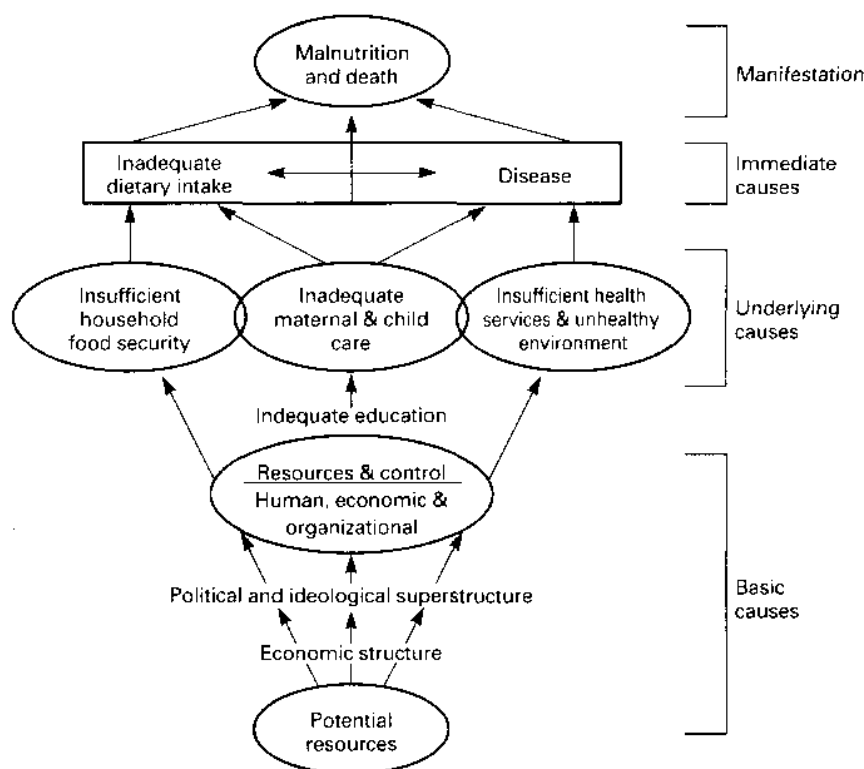 Malnutrition
and death
Manifestation
Inadequate
dietary intake
Disease
Immediate
causes
Insufficient
household
food security
Inadequate
maternal & child
care
Insufficient health
services & unhealthy
environment
Underlying
causes
Indequate education
Resources & control
Human, economic &
organizational
Political and ideological superstructure
Economic structure
Basic
causes
Potential
resources